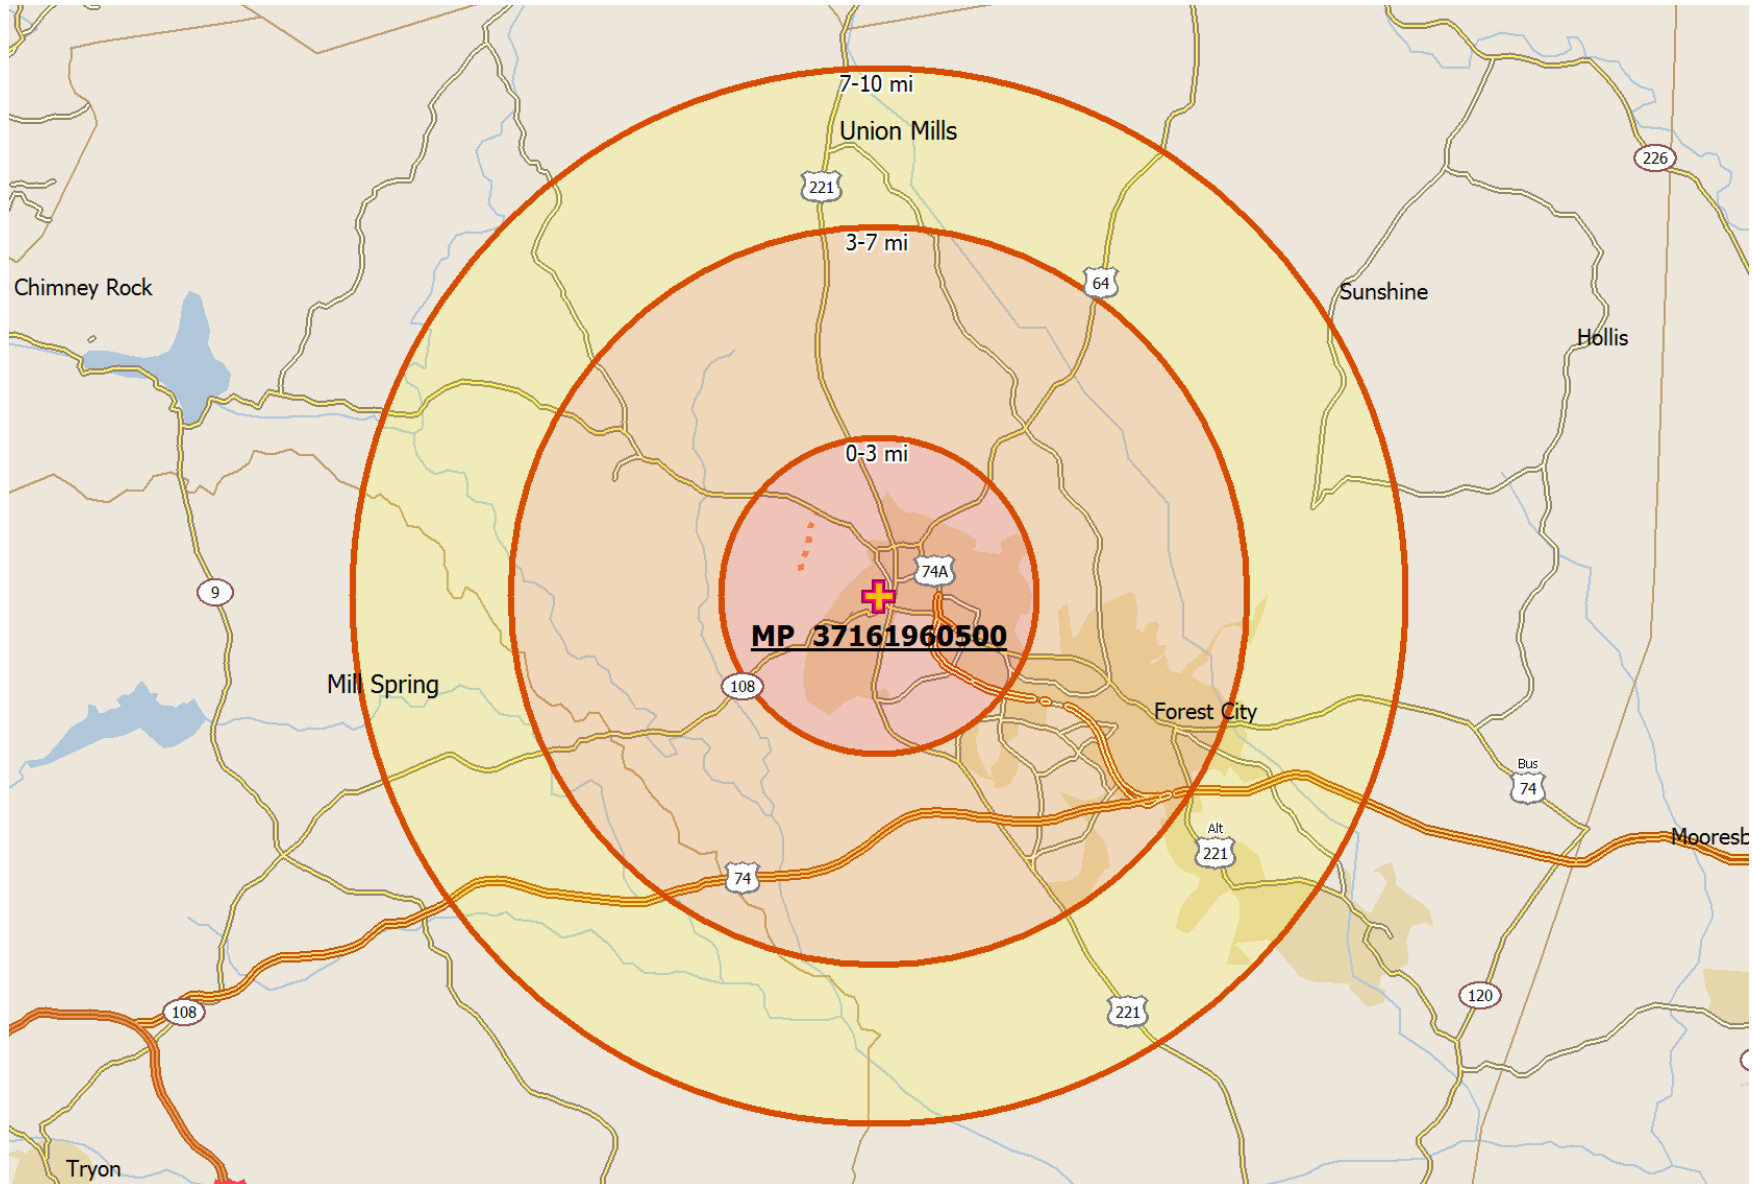 7-10 mi
Union Mills
226
221
3-7 mi
64
Chimney Rock
Sunshine
Hollis
0-3 mi
74A
9
MP 37161960500
Mill Spring
108
Forest City
Bus
74
Alt
221
Mooresb
74
120
108
221
Tryon